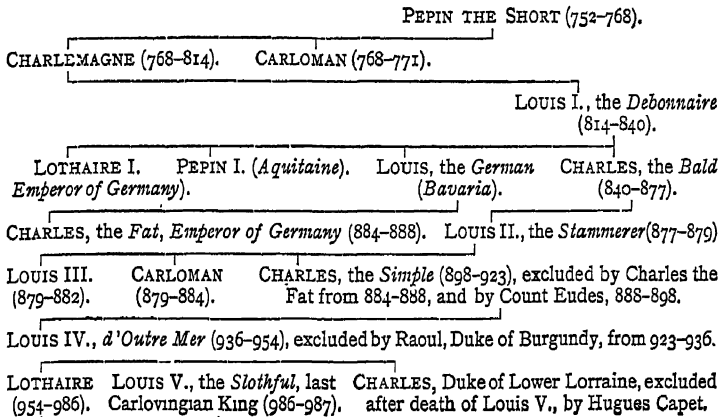 PEPIN THE SHORT (752–768).
CHARLEMAGNE (768–814). CARLOMAN (768–771).
LOUIS I., the Debonnaire
(814–840).
LOTHAIRE I. PEPIN I. (Aquitaine). LOUIS, the German CHARLES, the Bald
Emperor of Germany). (Bavaria). (840–877).
CHARLES, the Fat, Emperor of Germany (884–888). LOUIS II., the Stammerer (877–879)
LOUIS III. CARLOMAN CHARLES, the Simple (898–923), excluded by Charles the
(879–882). (879–884). Fat from 884–888, and by Count Eudes, 888–898.
LOUIS IV., d'Outre Mer (936–954), excluded by Raoul, Duke of Burgundy, from 923–936.
LOTHAIRE LOUIS V., the Slothful, last CHARLES, Duke of Lower Lorraine, excluded
(954–986). Carlovingian King (986–987). after death of Louis V., by Hugues Capet.